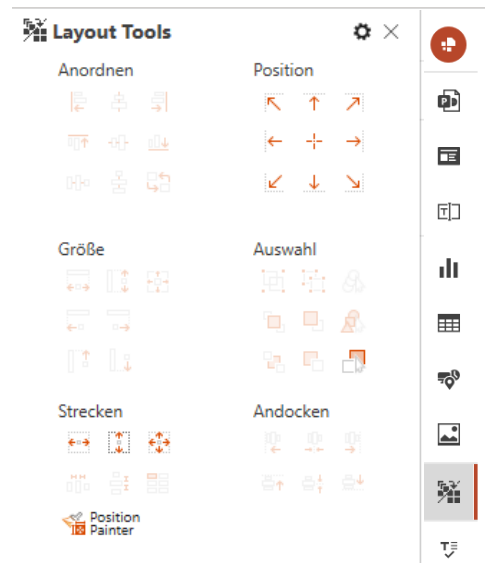 Layout Tools
Anordnen
Position
Größe
Auswahl
Strecken
Andocken
Position
Painter